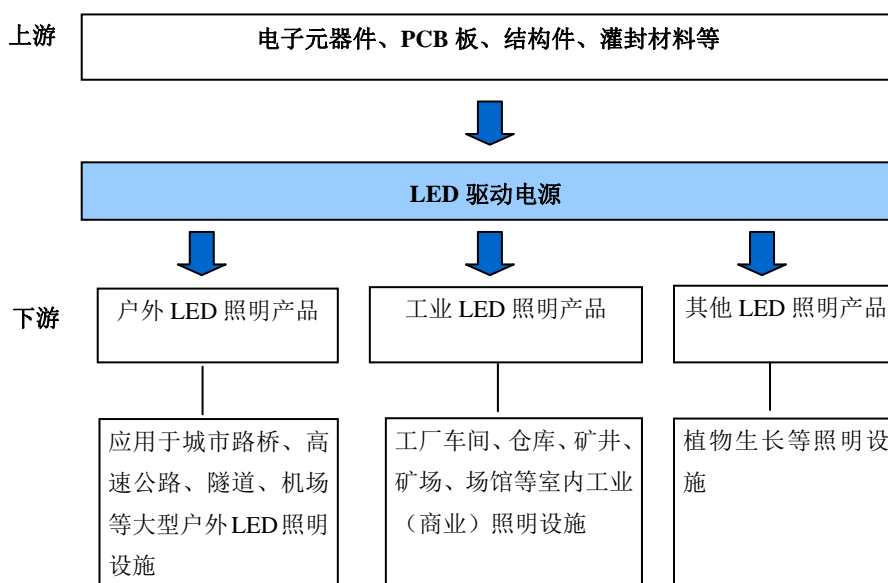 上游
电子元器件、PCB 板、结构件、灌封材料等
LED 驱动电源
下游
户外 LED 照明产品
工业 LED 照明产品
其他 LED 照明产品
应用于城市路桥、高
速公路、隧道、机场
等大型户外 LED 照明
设施
工厂车间、仓库、矿井、
矿场、场馆等室内工业
（商业）照明设施
植物生长等照明设
施